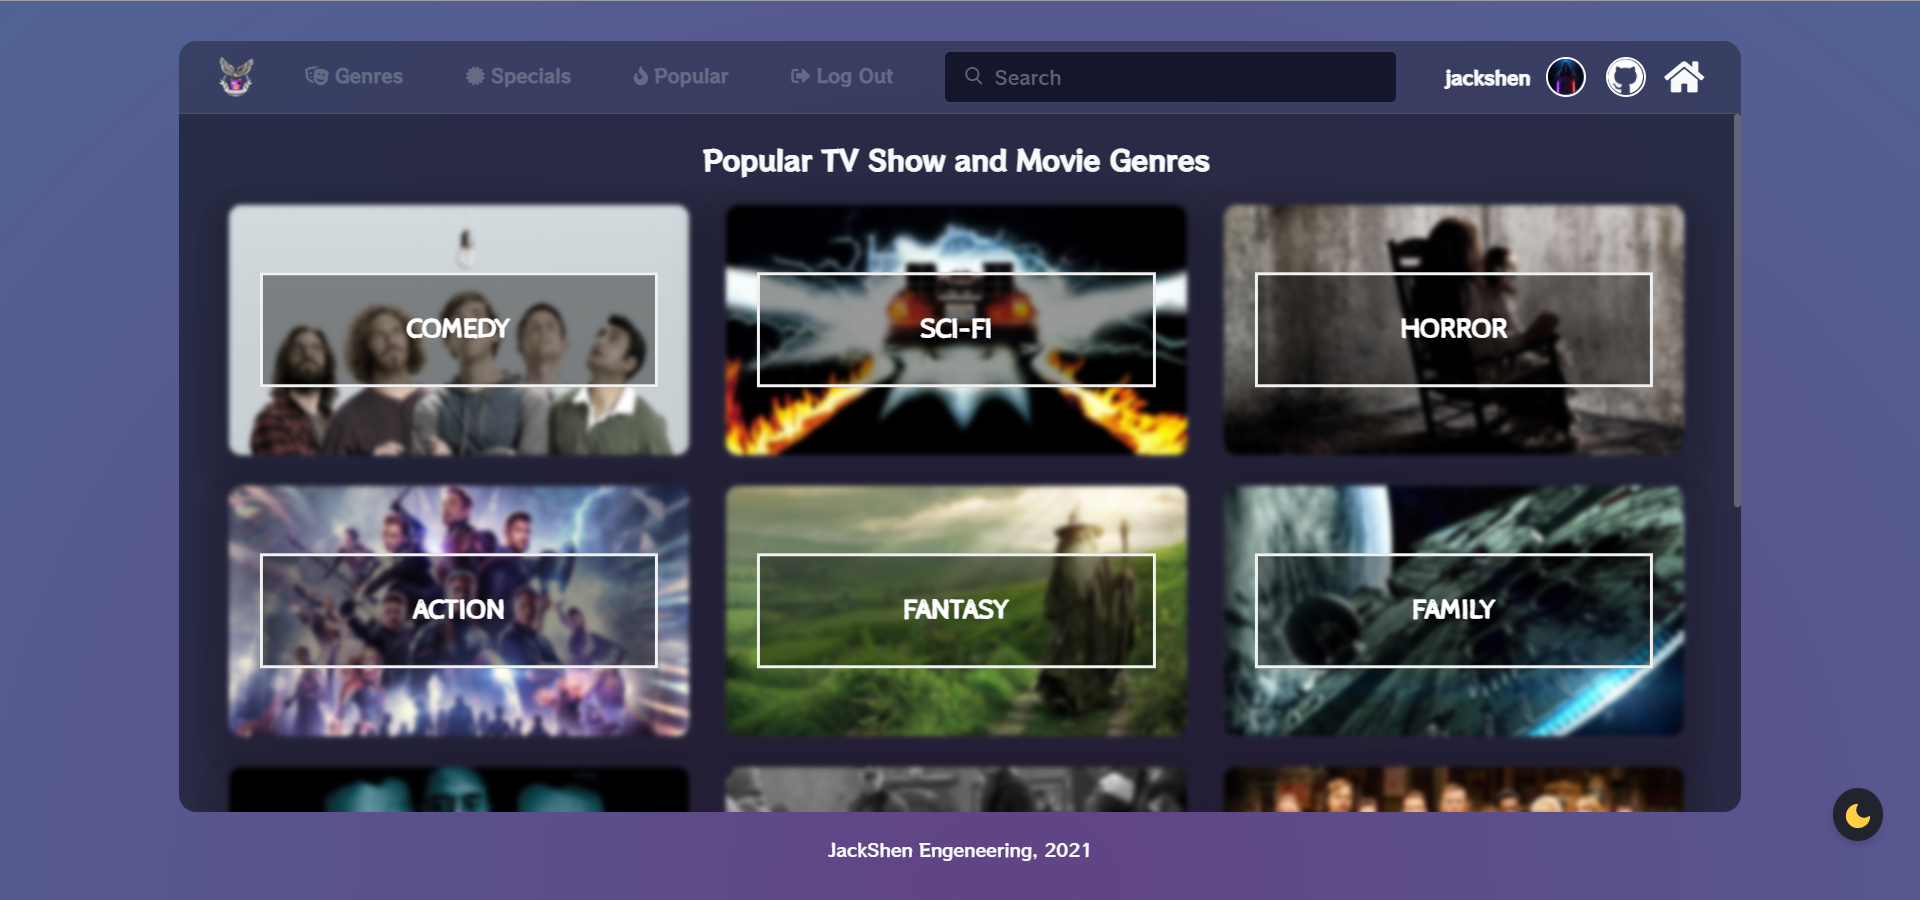 Genres Specials Popular Log Out Search jackshen
Popular TV Show and Movie Genres
COMEDY SCI-FI HORROR
ACTION FANTASY FAMILY
JackShen Engeneering, 2021